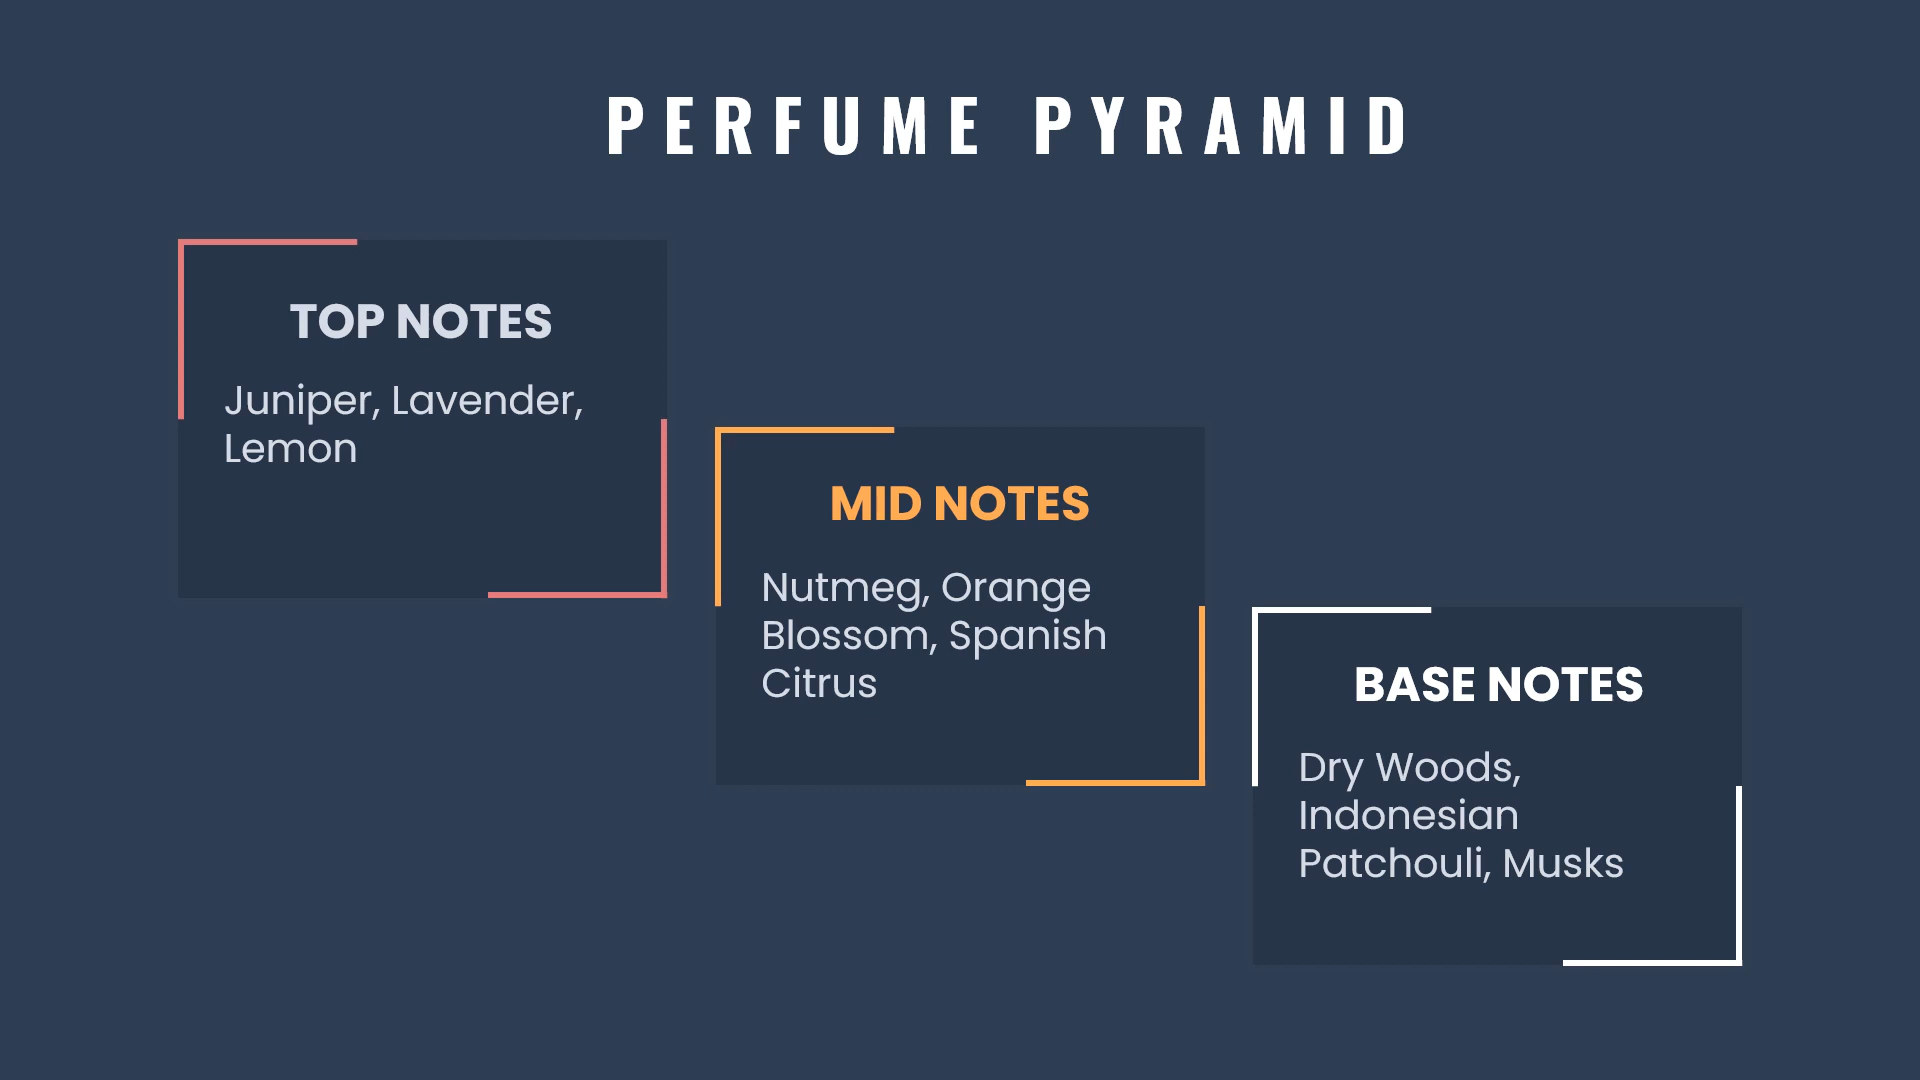 PERFUME PYRAMID
TOP NOTES
Juniper, Lavender,
Lemon
MID NOTES
Nutmeg, Orange
Blossom, Spanish
Citrus
BASE NOTES
Dry Woods,
Indonesian
Patchouli, Musks